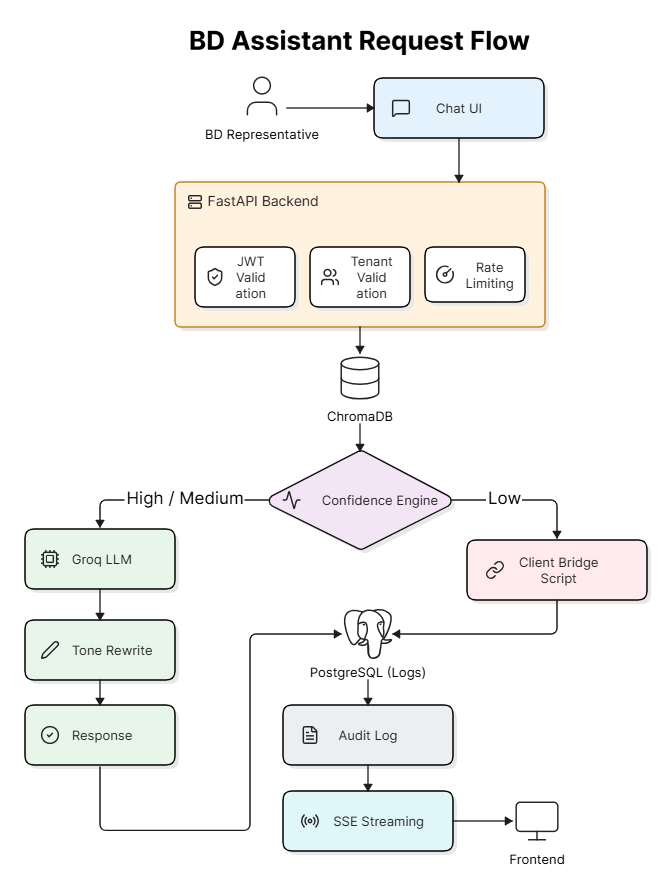 BD Assistant Request Flow
BD Representative
Chat UI
FastAPI Backend
JWT
Valid
ation
Tenant
Valid
ation
Rate
Limiting
ChromaDB
High / Medium
Confidence Engine
Low
Groq LLM
Client Bridge
Script
Tone Rewrite
PostgreSQL (Logs)
Response
Audit Log
SSE Streaming
Frontend